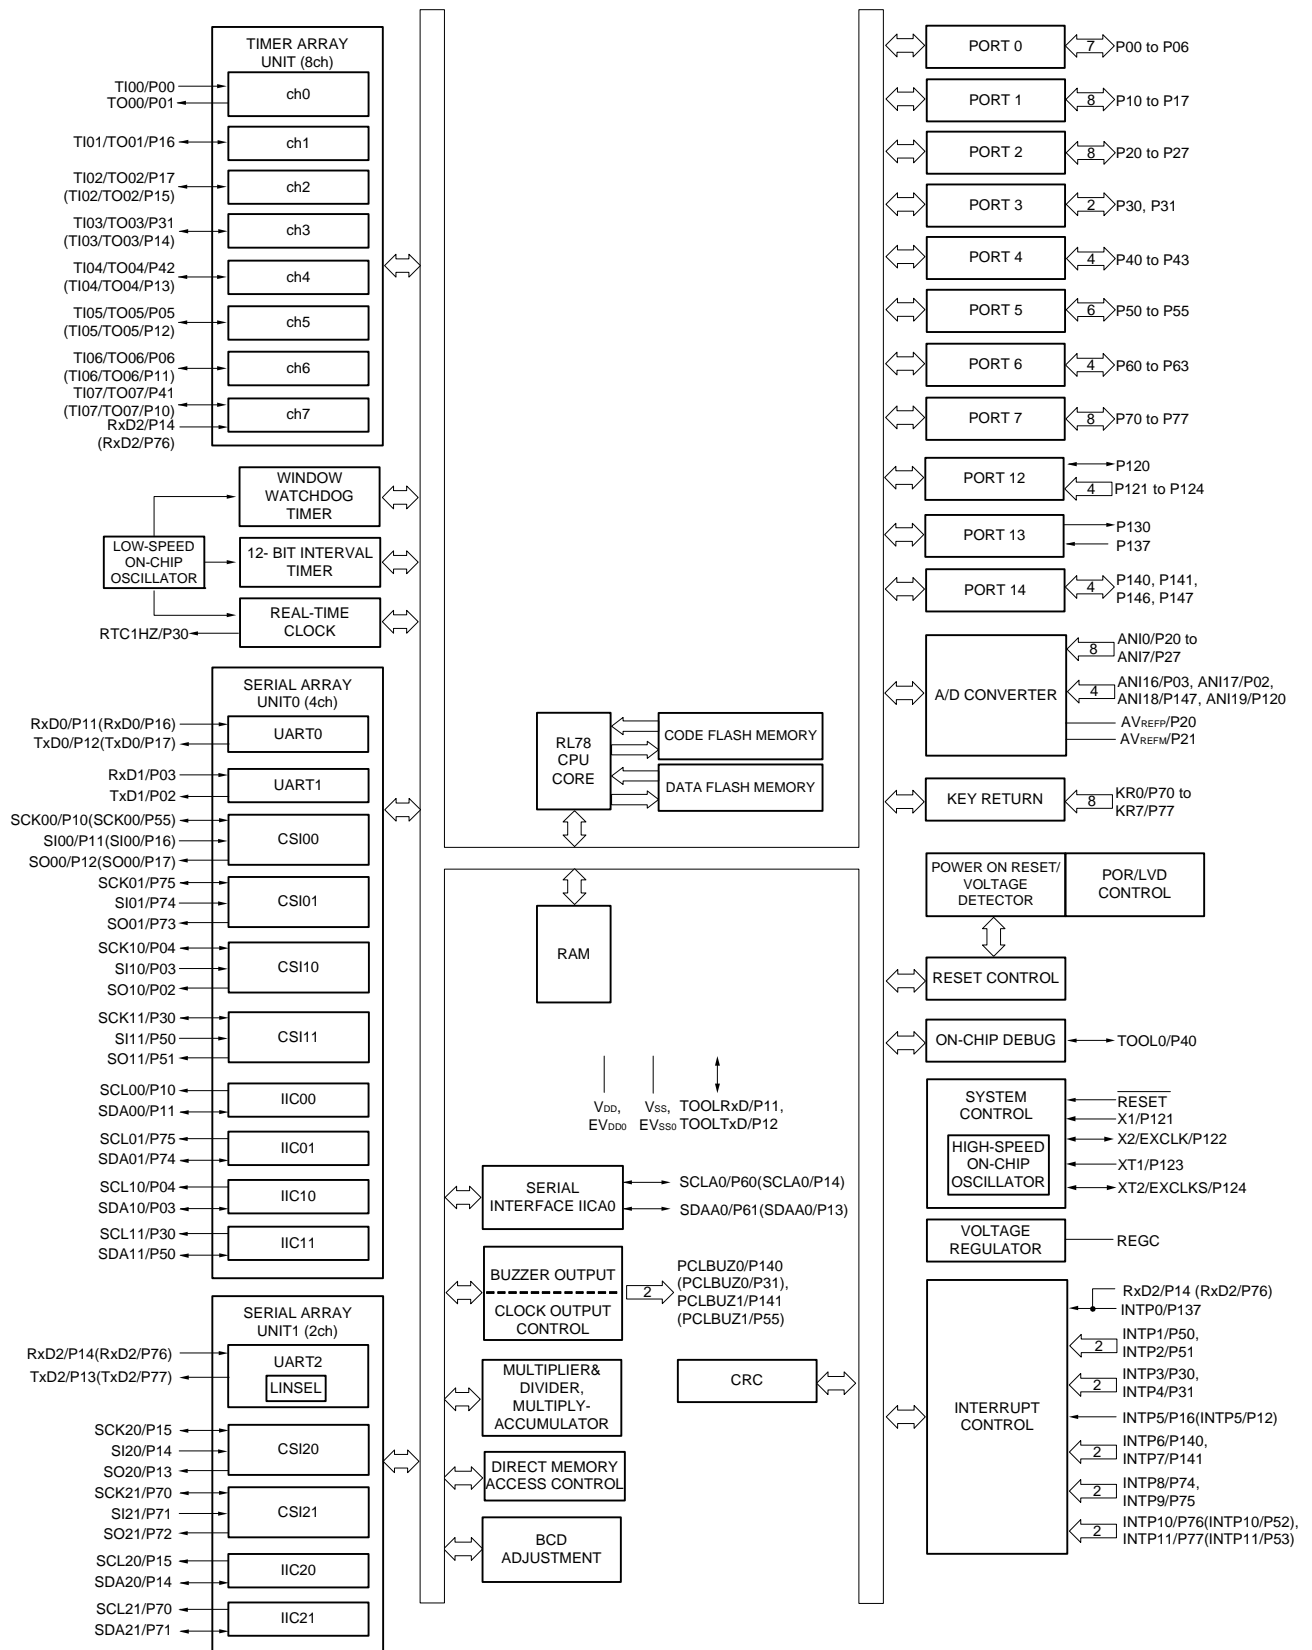 TIMER ARRAY
UNIT (8ch)
TI00/P00
TO00/P01
ch0
TI01/TO01/P16
ch1
TI02/TO02/P17
(TI02/TO02/P15)
ch2
TI03/TO03/P31
(TI03/TO03/P14)
ch3
TI04/TO04/P42
(TI04/TO04/P13)
ch4
TI05/TO05/P05
(TI05/TO05/P12)
ch5
TI06/TO06/P06
(TI06/TO06/P11)
ch6
TI07/TO07/P41
(TI07/TO07/P10)
RxD2/P14
(RxD2/P76)
ch7
WINDOW
WATCHDOG
TIMER
LOW-SPEED
ON-CHIP
OSCILLATOR
12- BIT INTERVAL
TIMER
REAL-TIME
CLOCK
RTC1HZ/P30
SERIAL ARRAY
UNIT0 (4ch)
RxD0/P11(RxD0/P16)
TxD0/P12(TxD0/P17)
UART0
RxD1/P03
TxD1/P02
UART1
SCK00/P10(SCK00/P55)
SI00/P11(SI00/P16)
SO00/P12(SO00/P17)
CSI00
SCK01/P75
SI01/P74
SO01/P73
CSI01
SCK10/P04
SI10/P03
SO10/P02
CSI10
SCK11/P30
SI11/P50
SO11/P51
CSI11
SCL00/P10
SDA00/P11
IIC00
SCL01/P75
SDA01/P74
IIC01
SCL10/P04
SDA10/P03
IIC10
SCL11/P30
SDA11/P50
IIC11
SERIAL ARRAY
UNIT1 (2ch)
RxD2/P14(RxD2/P76)
TxD2/P13(TxD2/P77)
UART2
LINSEL
SCK20/P15
SI20/P14
SO20/P13
CSI20
SCK21/P70
SI21/P71
SO21/P72
CSI21
SCL20/P15
SDA20/P14
IIC20
SCL21/P70
SDA21/P71
IIC21
RL78
CPU
CORE
CODE FLASH MEMORY
DATA FLASH MEMORY
RAM
VDD,
EVDD0
VSS,
EVSS0
TOOLRxD/P11,
TOOLTxD/P12
SERIAL
INTERFACE IICA0
SCLA0/P60(SCLA0/P14)
SDAA0/P61(SDAA0/P13)
BUZZER OUTPUT
CLOCK OUTPUT
CONTROL
2
PCLBUZ0/P140
(PCLBUZ0/P31),
PCLBUZ1/P141
(PCLBUZ1/P55)
MULTIPLIER&
DIVIDER,
MULTIPLY-
ACCUMULATOR
CRC
DIRECT MEMORY
ACCESS CONTROL
BCD
ADJUSTMENT
PORT 0
7
P00 to P06
PORT 1
8
P10 to P17
PORT 2
8
P20 to P27
PORT 3
2
P30, P31
PORT 4
4
P40 to P43
PORT 5
6
P50 to P55
PORT 6
4
P60 to P63
PORT 7
8
P70 to P77
PORT 12
P120
4
P121 to P124
PORT 13
P130
P137
PORT 14
4
P140, P141,
P146, P147
A/D CONVERTER
8
ANI0/P20 to
ANI7/P27
4
ANI16/P03, ANI17/P02,
ANI18/P147, ANI19/P120
AVREFP/P20
AVREFM/P21
KEY RETURN
8
KR0/P70 to
KR7/P77
POWER ON RESET/
VOLTAGE
DETECTOR
POR/LVD
CONTROL
RESET CONTROL
ON-CHIP DEBUG
TOOL0/P40
SYSTEM
CONTROL
HIGH-SPEED
ON-CHIP
OSCILLATOR
RESET
X1/P121
X2/EXCLK/P122
XT1/P123
XT2/EXCLKS/P124
VOLTAGE
REGULATOR
REGC
INTERRUPT
CONTROL
RxD2/P14 (RxD2/P76)
INTP0/P137
2
INTP1/P50,
INTP2/P51
2
INTP3/P30,
INTP4/P31
INTP5/P16(INTP5/P12)
2
INTP6/P140,
INTP7/P141
2
INTP8/P74,
INTP9/P75
2
INTP10/P76(INTP10/P52),
INTP11/P77(INTP11/P53)